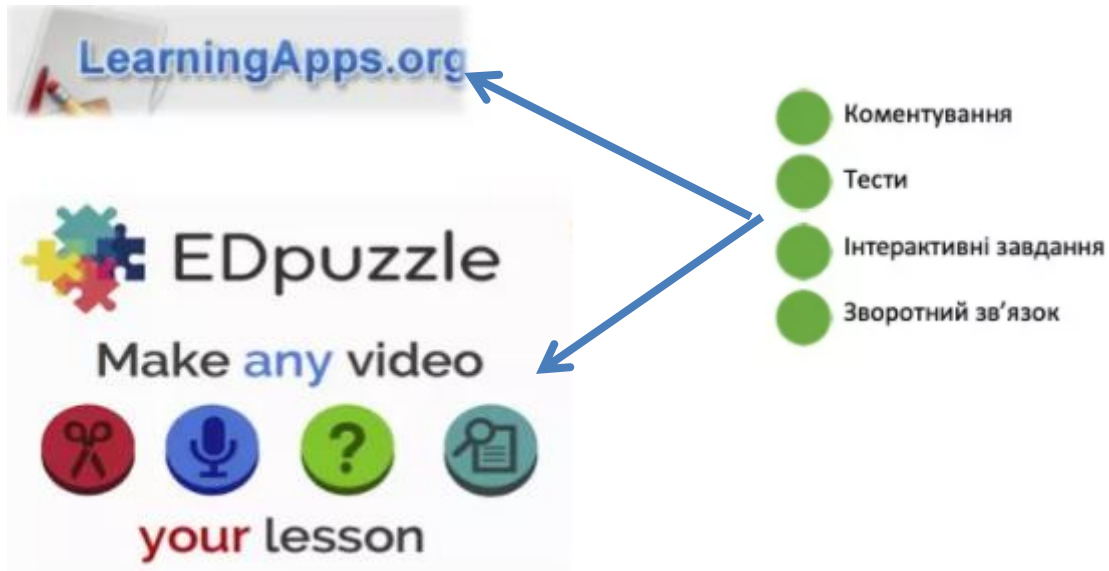 LearningApps.org
EDpuzzle
Make any video
?
your lesson
Коментування
Тести
Інтерактивні завдання
Зворотний зв’язок